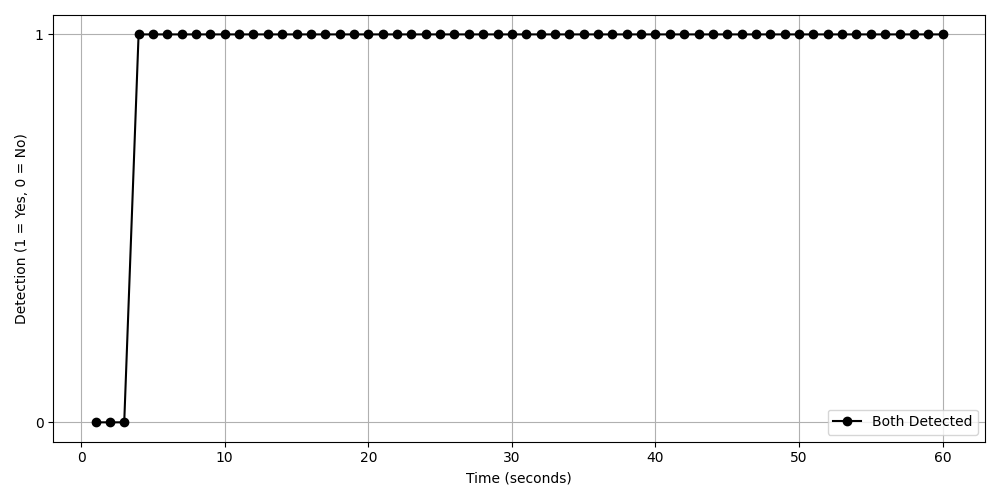 1
Detection (1 = Yes, 0 = No)
0
Both Detected
0 10 20 30 40 50 60
Time (seconds)